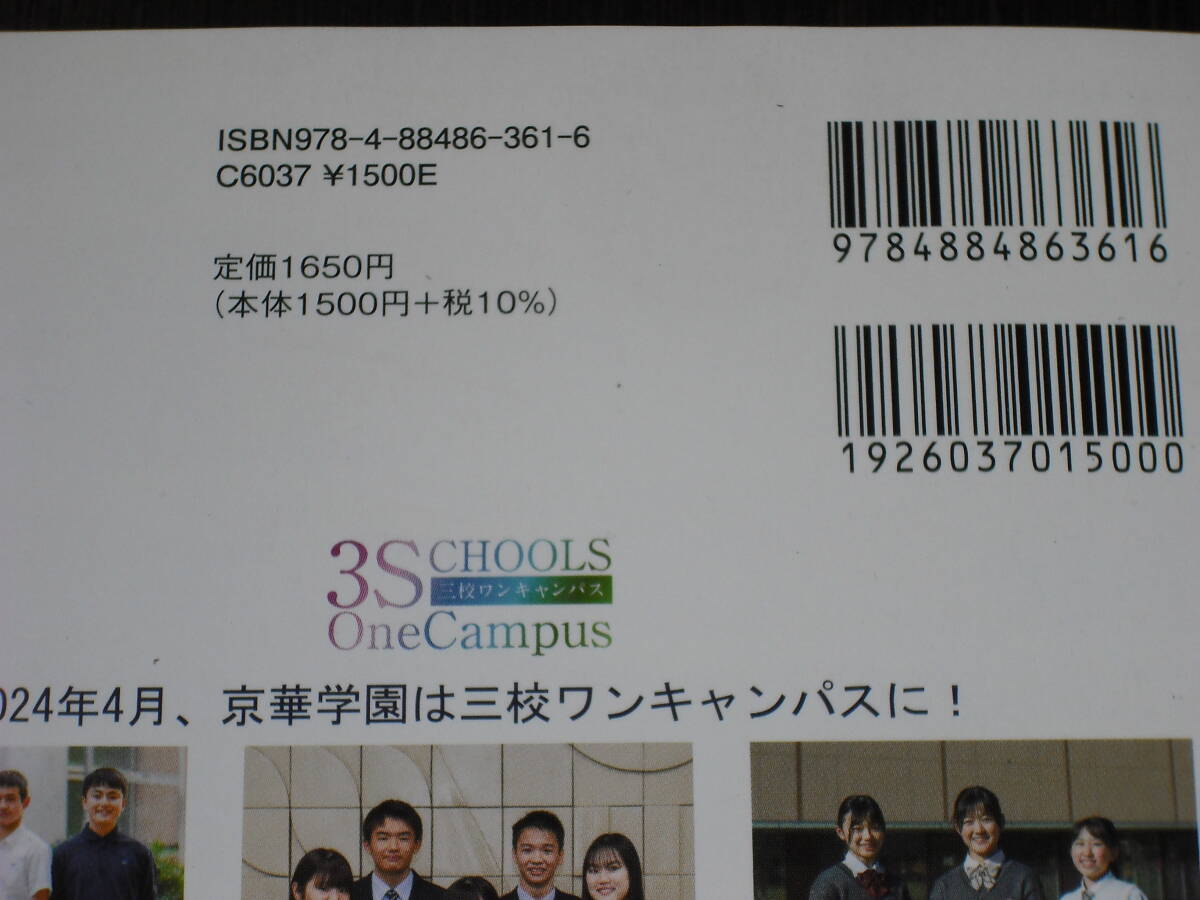 ISBN978-4-88486-361-6
C6037 ¥1500E
定価1650円
(本体1500円+税10%)
9784884863616
1926037015000
3SCHOOLS
三校ワンキャンパス
OneCampus
024年4月、京華学園は三校ワンキャンパスに！